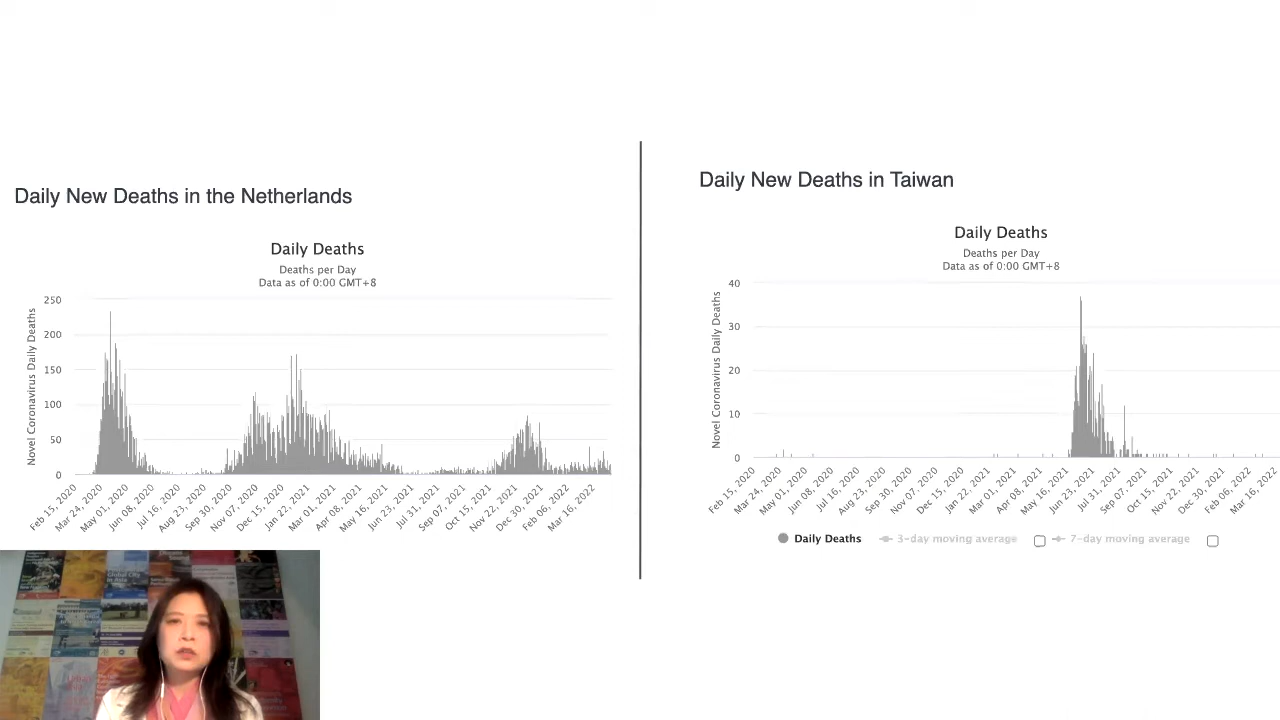 Daily New Deaths in the Netherlands
Daily Deaths
Deaths per Day
Data as of 0:00 GMT+8
Novel Coronavirus Daily Deaths
250
200
150
100
50
0
Feb 15, 2020
Mar 24, 2020
May 01, 2020
Jun 08, 2020
Jul 16, 2020
Aug 23, 2020
Sep 30, 2020
Nov 07, 2020
Dec 15, 2020
Jan 22, 2021
Mar 01, 2021
Apr 08, 2021
May 16, 2021
Jun 23, 2021
Jul 31, 2021
Sep 07, 2021
Oct 15, 2021
Nov 22, 2021
Dec 30, 2021
Feb 06, 2022
Mar 16, 2022
Daily New Deaths in Taiwan
Daily Deaths
Deaths per Day
Data as of 0:00 GMT+8
Novel Coronavirus Daily Deaths
40
30
20
10
0
Feb 15, 2020
Mar 24, 2020
May 01, 2020
Jun 08, 2020
Jul 16, 2020
Aug 23, 2020
Sep 30, 2020
Nov 07, 2020
Dec 15, 2020
Jan 22, 2021
Mar 01, 2021
Apr 08, 2021
May 16, 2021
Jun 23, 2021
Jul 31, 2021
Sep 07, 2021
Oct 15, 2021
Nov 22, 2021
Dec 30, 2021
Feb 06, 2022
Mar 16, 2022
Daily Deaths
3-day moving average
7-day moving average
Global City
in Asia